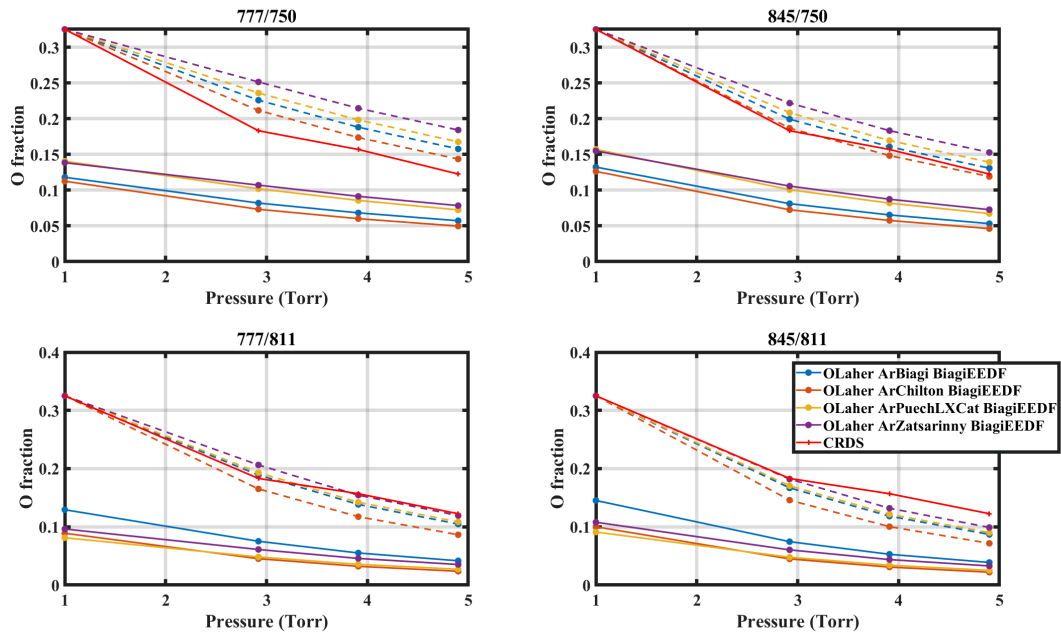 777/750
O fraction
0.3
0.25
0.2
0.15
0.1
0.05
0
1 2 3 4 5
Pressure (Torr)
845/750
O fraction
0.3
0.25
0.2
0.15
0.1
0.05
0
1 2 3 4 5
Pressure (Torr)
777/811
O fraction
0.4
0.3
0.2
0.1
0
1 2 3 4 5
Pressure (Torr)
845/811
O fraction
0.4
0.3
0.2
0.1
0
OLaher ArBiagi BiagiEEDF
OLaher ArChilton BiagiEEDF
OLaher ArPuechLXCat BiagiEEDF
OLaher ArZatsarinny BiagiEEDF
CRDS
1 2 3 4 5
Pressure (Torr)